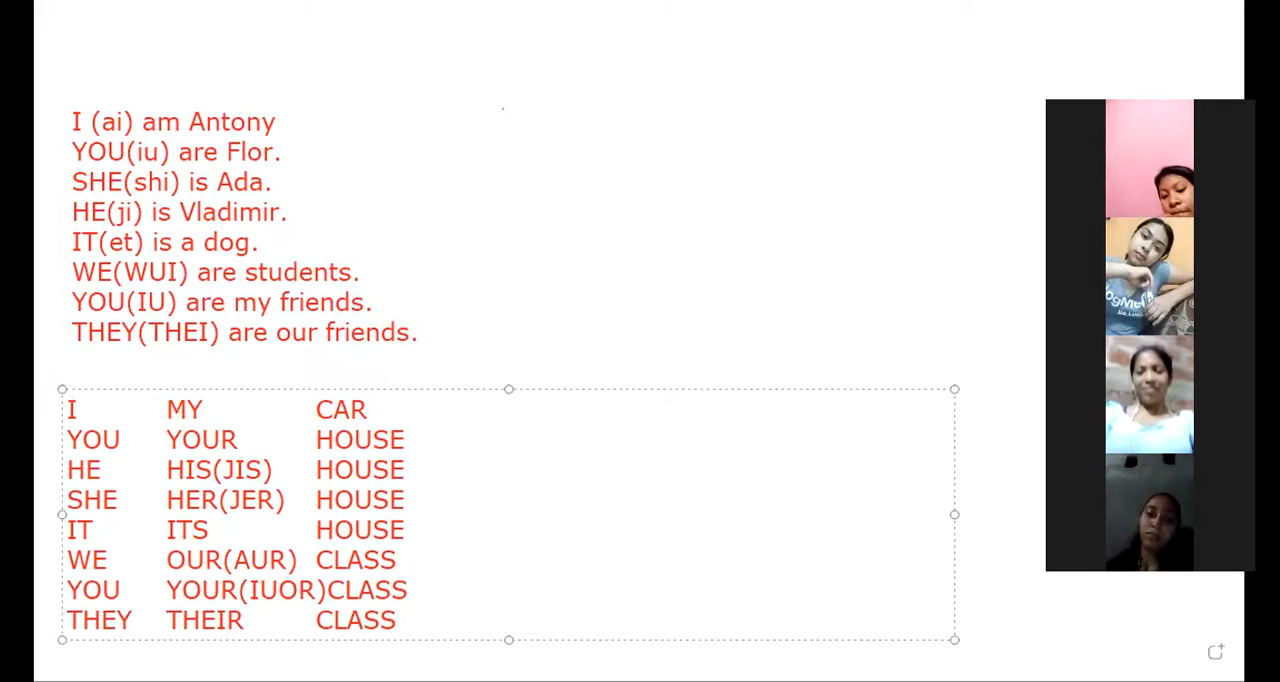 I (ai) am Antony
YOU(iu) are Flor.
SHE(shi) is Ada.
HE(ji) is Vladimir.
IT(et) is a dog.
WE(WUI) are students.
YOU(IU) are my friends.
THEY(THEI) are our friends.
I MY CAR
YOU YOUR HOUSE
HE HIS(JIS) HOUSE
SHE HER(JER) HOUSE
IT ITS HOUSE
WE OUR(AUR) CLASS
YOU YOUR(IUOR)CLASS
THEY THEIR CLASS